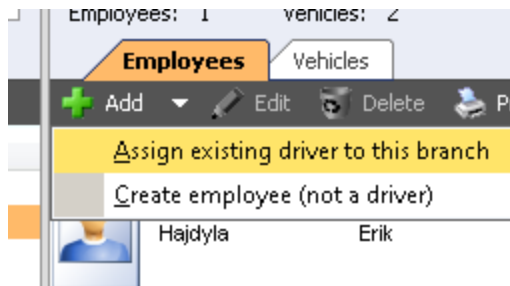 Employees: 1 Vehicles: 2
Employees Vehicles
Add Edit Delete
Assign existing driver to this branch
Create employee (not a driver)
Hajdyla Erik